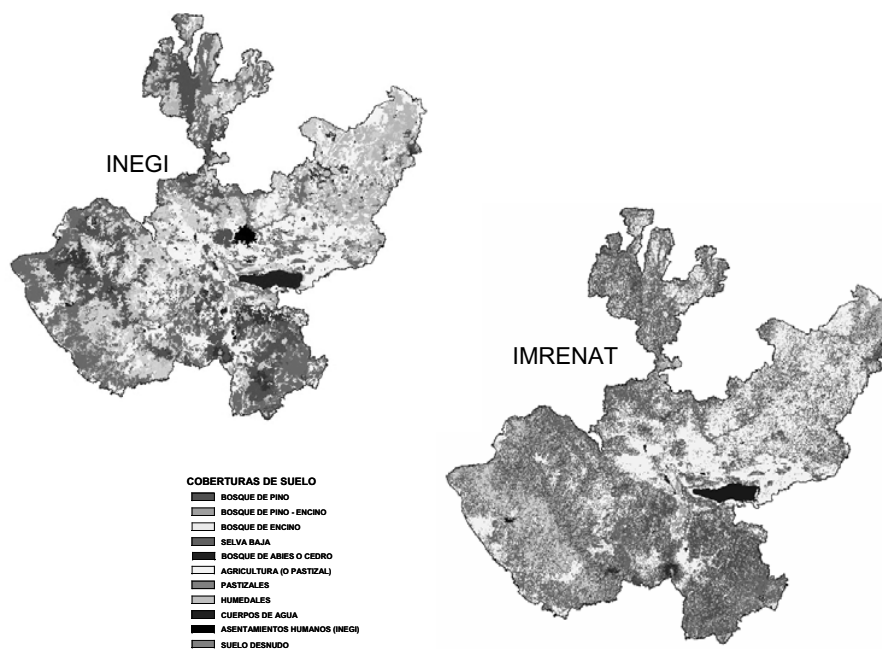 INEGI
IMRENAT
COBERTURAS DE SUELO
BOSQUE DE PINO
BOSQUE DE PINO - ENCINO
BOSQUE DE ENCINO
SELVA BAJA
BOSQUE DE ABIES O CEDRO
AGRICULTURA (O PASTIZAL)
PASTIZALES
HUMEDALES
CUERPOS DE AGUA
ASENTAMIENTOS HUMANOS (INEGI)
SUELO DESNUDO